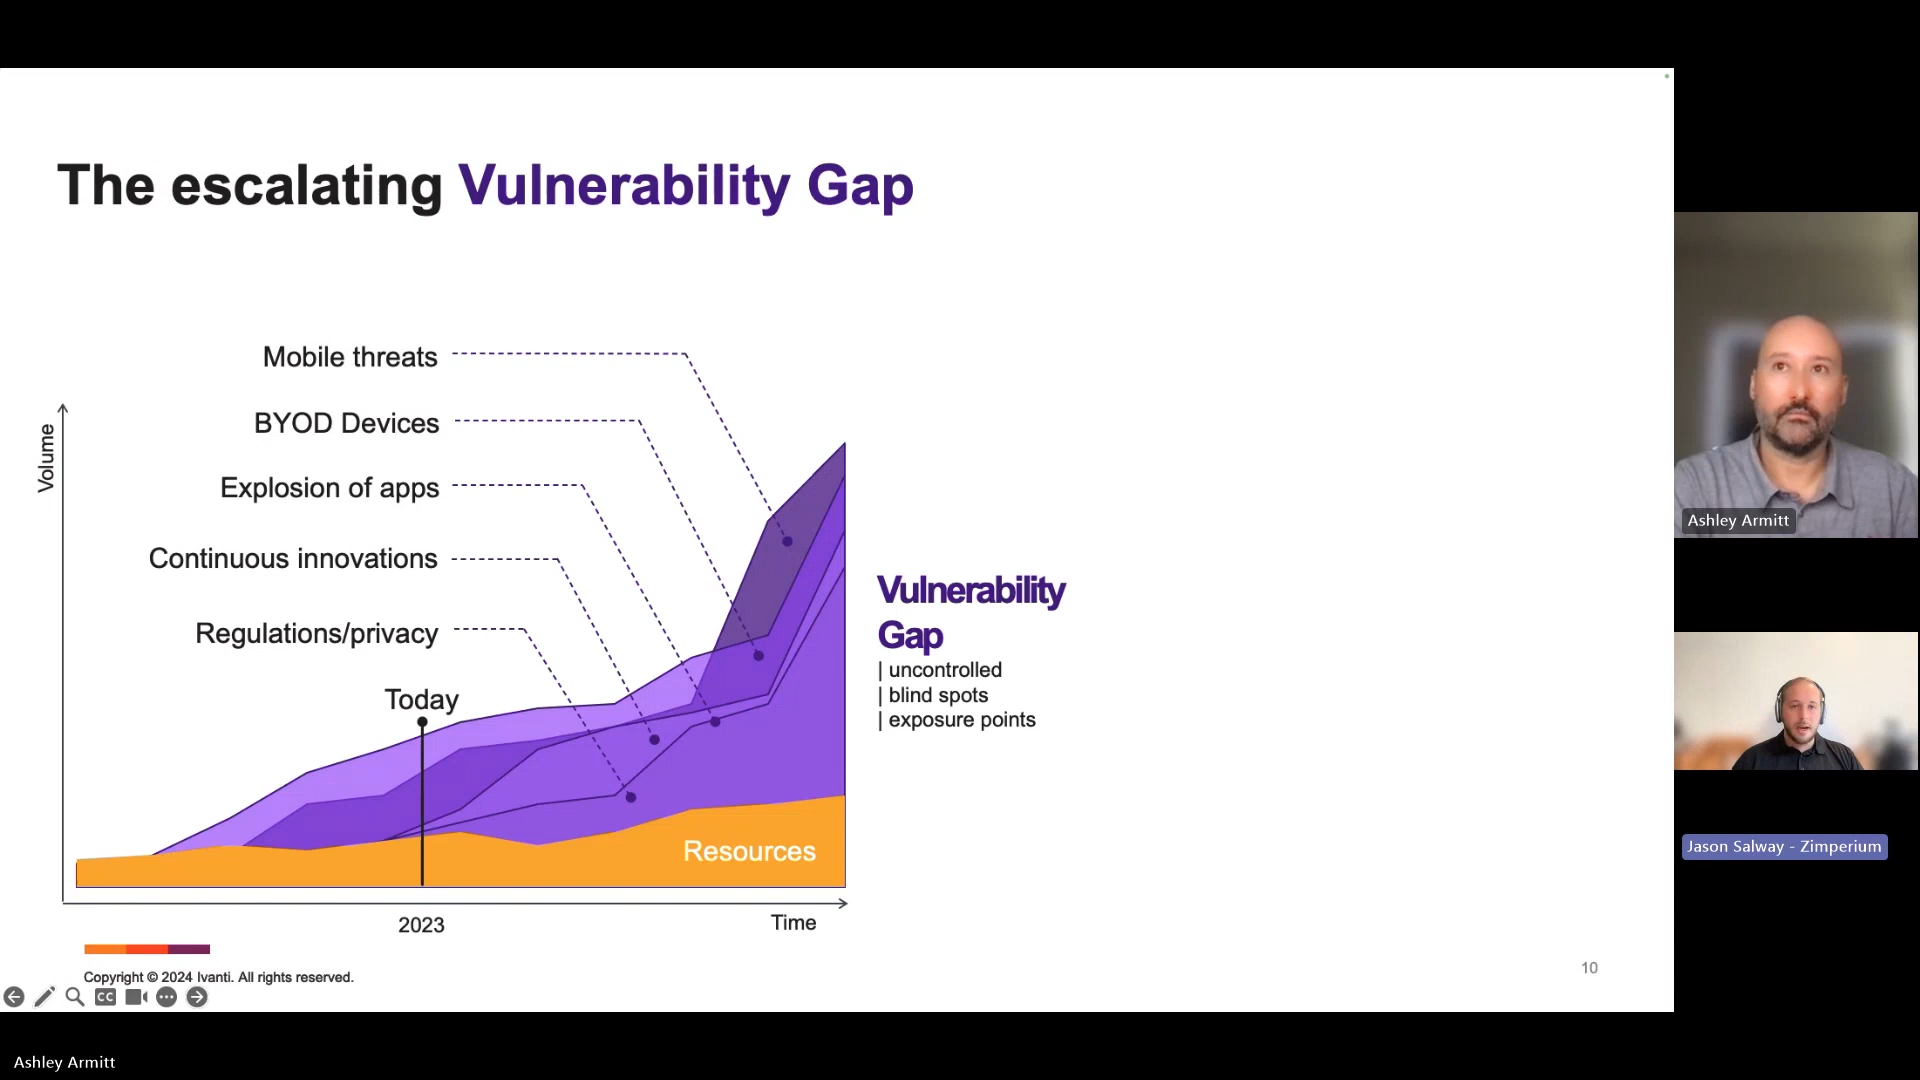 The escalating Vulnerability Gap
Mobile threats
BYOD Devices
Volume
Explosion of apps
Continuous innovations
Regulations/privacy
Today
Vulnerability
Gap
| uncontrolled
| blind spots
| exposure points
Resources
2023
Time
Copyright © 2024 Ivanti. All rights reserved.
10
CC
Ashley Armitt
Jason Salway - Zimperium
Ashley Armitt